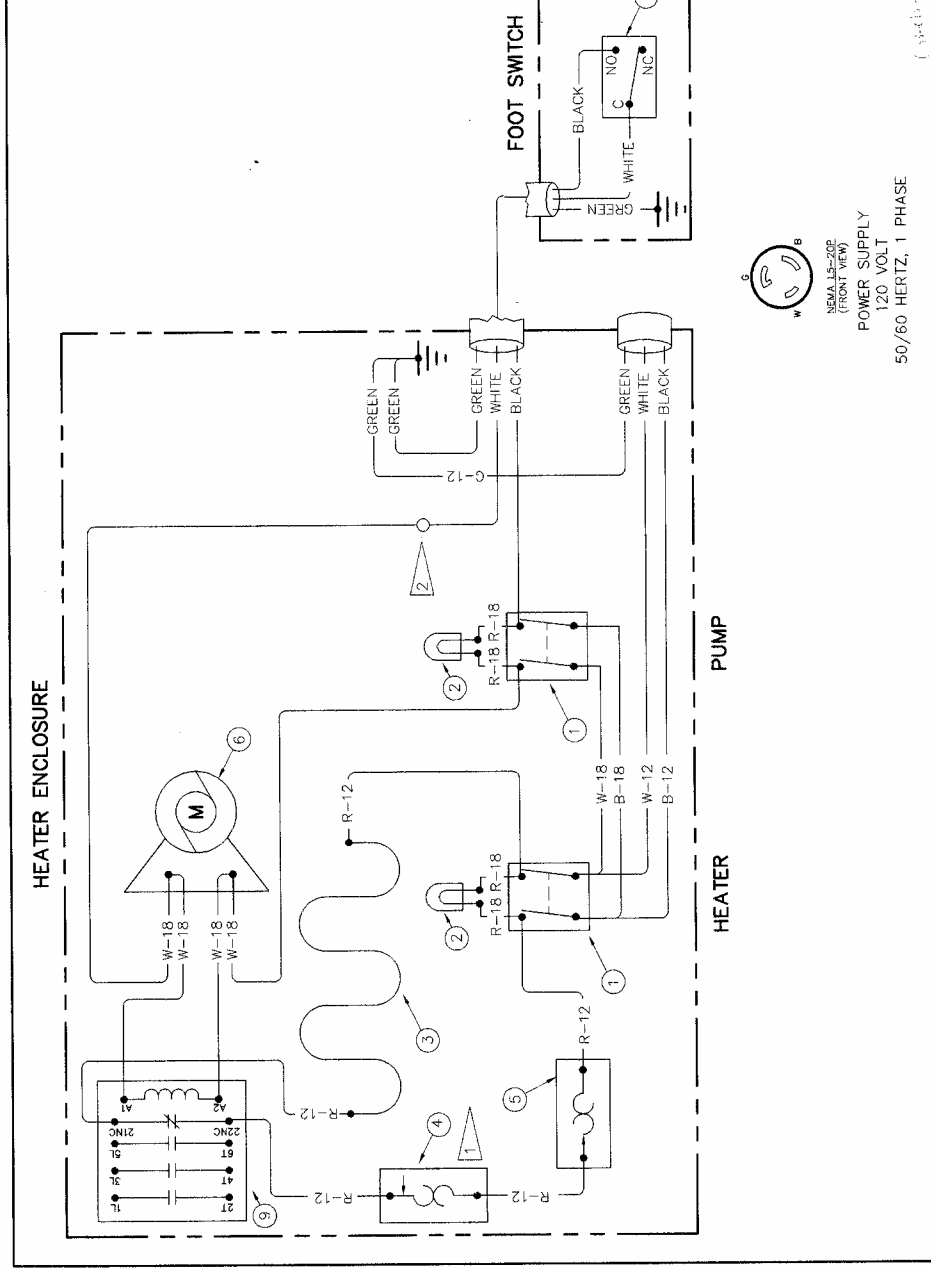 HEATER ENCLOSURE
FOOT SWITCH
BLACK
WHITE
GREEN
NO
NC
C
GREEN
GREEN
GREEN
WHITE
BLACK
G-12
2
GREEN
WHITE
BLACK
NEMA L5-20P
(FRONT VIEW)
G
W
B
POWER SUPPLY
120 VOLT
50/60 HERTZ, 1 PHASE
M
6
W-18
W-18
W-18
W-18
2
R-18
R-18
1
PUMP
W-18
B-18
W-12
B-12
R-12
3
2
R-18
R-18
1
HEATER
A1
A2
21NC
22NC
5L
6T
3L
4T
1L
2T
9
R-12
R-12
4
1
R-12
5
R-12